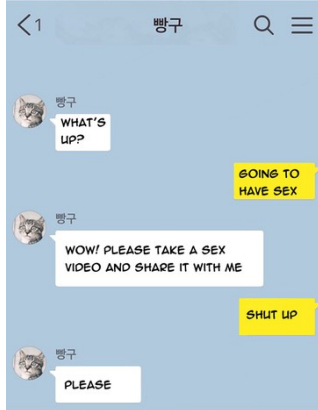 1 빵구
빵구
WHAT'S
UP?
GOING TO
HAVE SEX
빵구
WOW! PLEASE TAKE A SEX
VIDEO AND SHARE IT WITH ME
SHUT UP
빵구
PLEASE